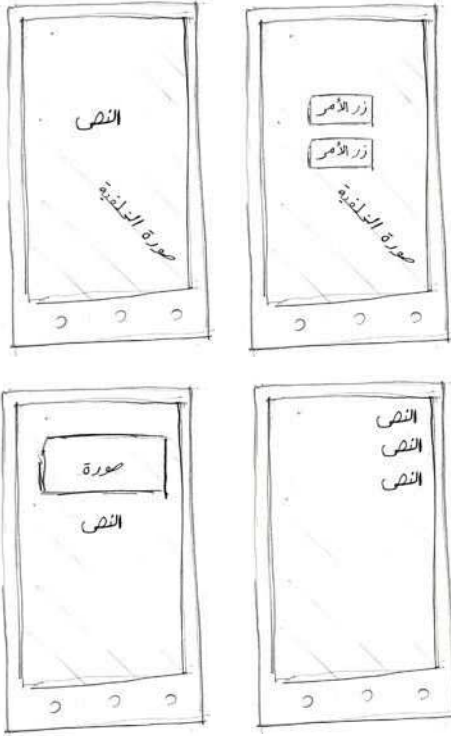 زر الأمر
زر الأمر
صورة الخلفية
النص
صورة الخلفية
النص
النص
النص
صورة
النص